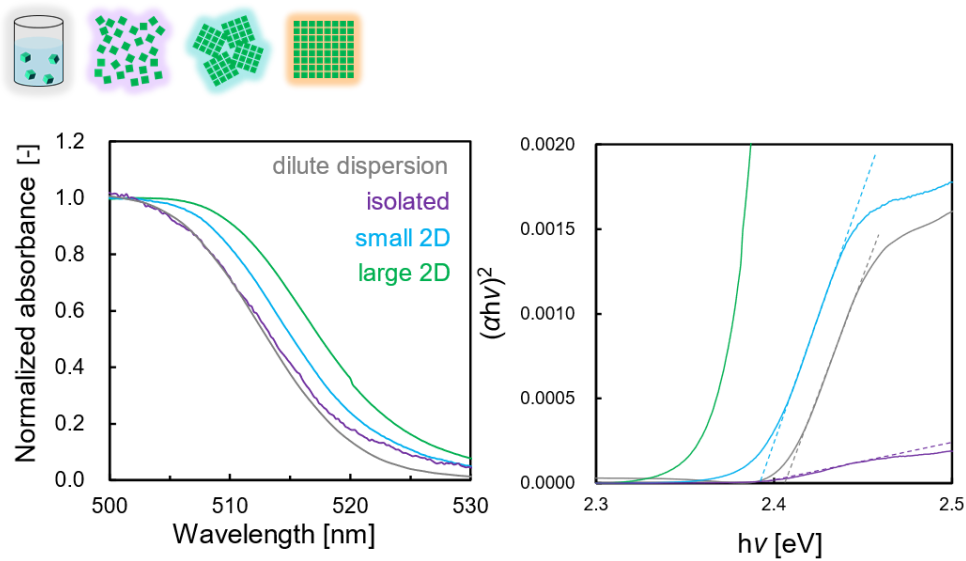 Normalized absorbance [-]
1.2
1.0
0.8
0.6
0.4
0.2
0.0
dilute dispersion
isolated
small 2D
large 2D
500
510
520
530
Wavelength [nm]
(αhν)²
0.0020
0.0015
0.0010
0.0005
0.0000
2.3
2.4
2.5
hν [eV]